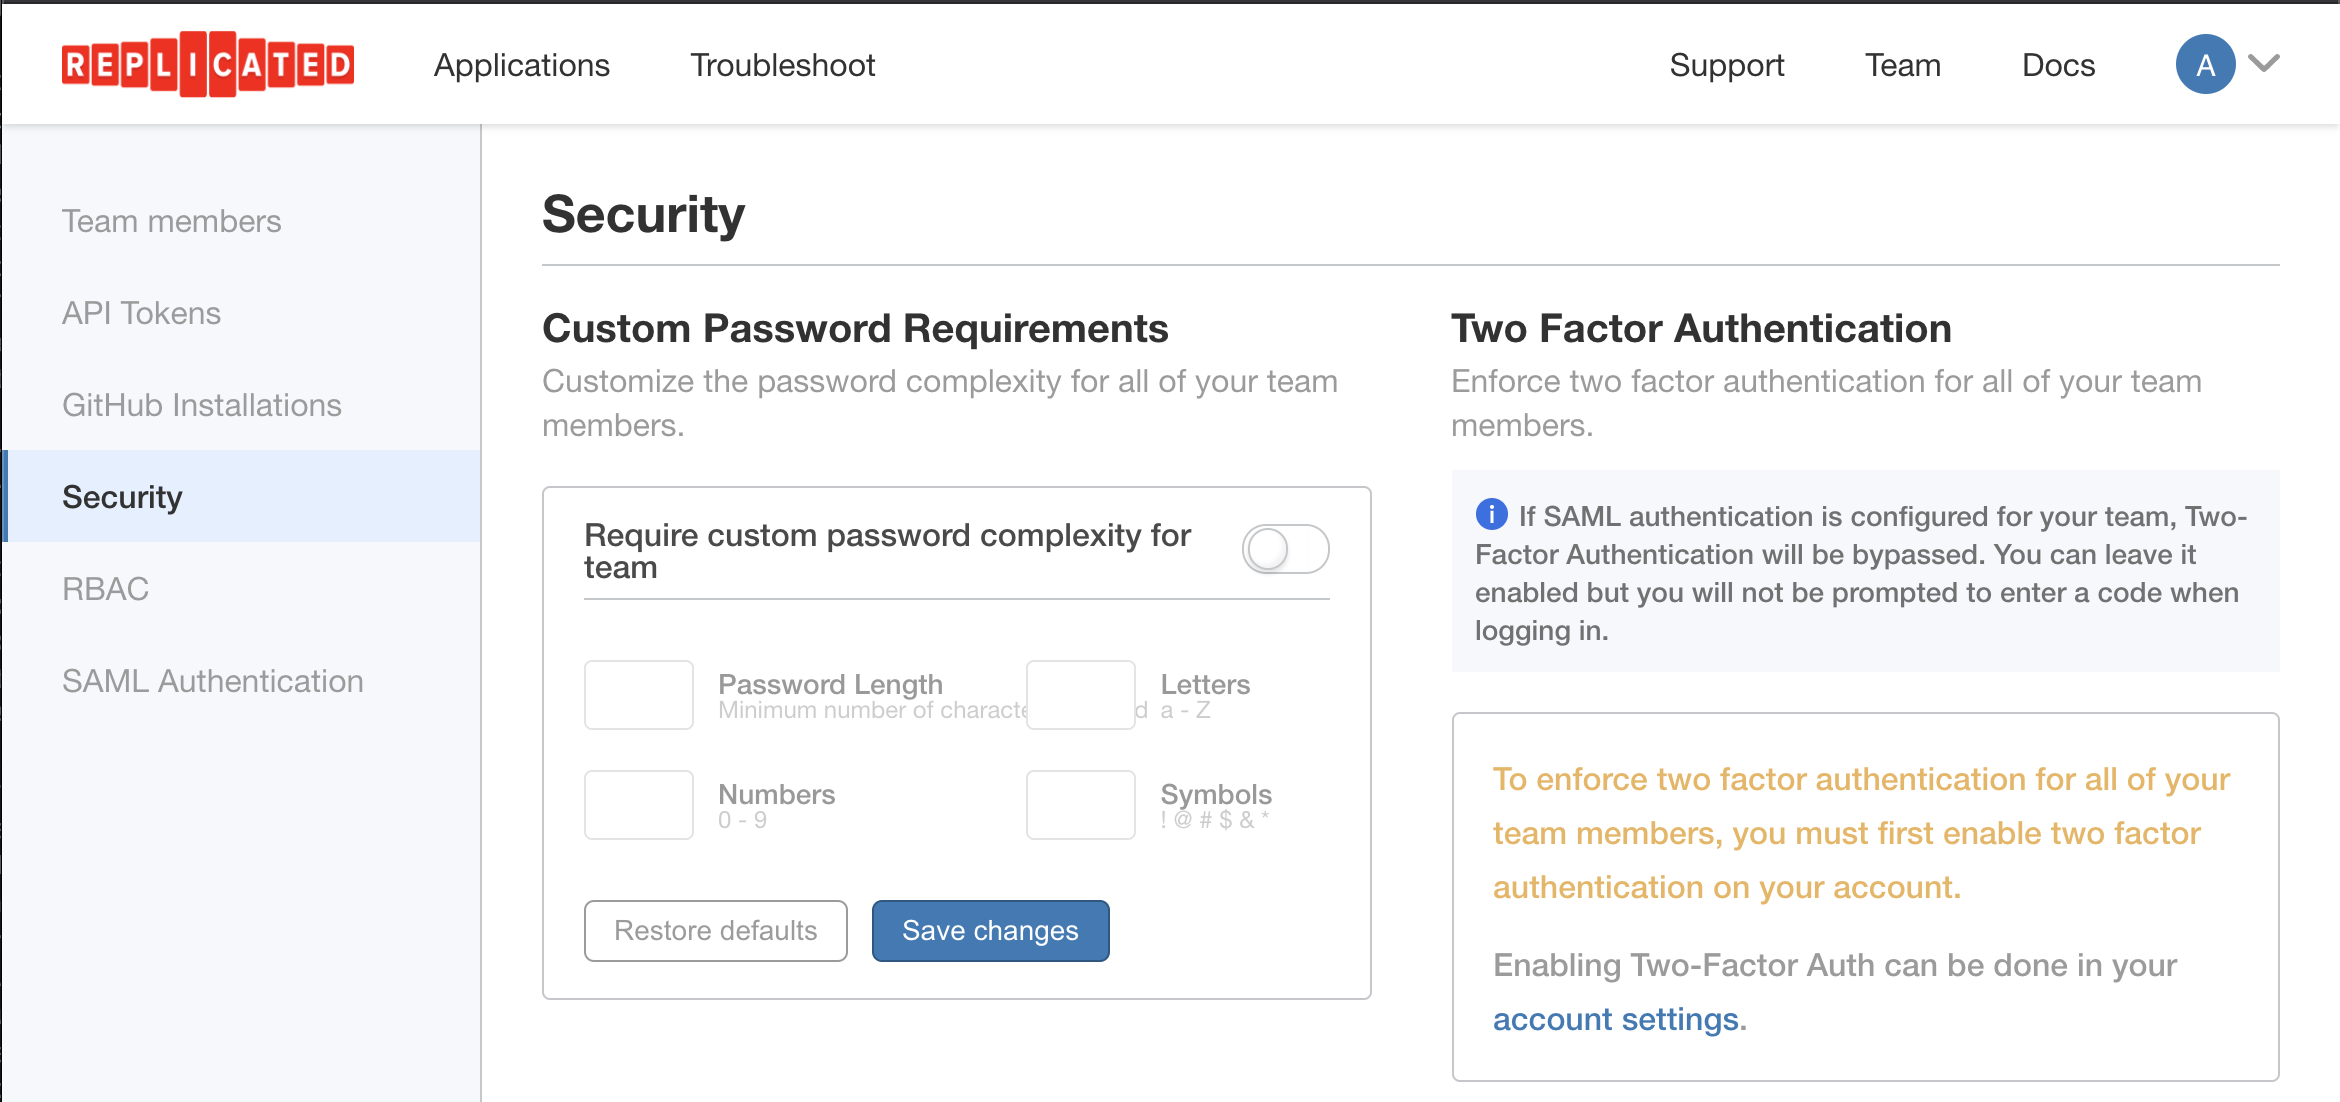 REPLICATED
Applications
Troubleshoot
Support
Team
Docs
A
Team members
API Tokens
GitHub Installations
Security
RBAC
SAML Authentication
Security
Custom Password Requirements
Customize the password complexity for all of your team
members.
Require custom password complexity for
team
Password Length
Minimum number of
Letters
a - Z
Numbers
0 - 9
Symbols
! @ # $ & *
Restore defaults
Save changes
Two Factor Authentication
Enforce two factor authentication for all of your team
members.
i If SAML authentication is configured for your team, Two-
Factor Authentication will be bypassed. You can leave it
enabled but you will not be prompted to enter a code when
logging in.
To enforce two factor authentication for all of your
team members, you must first enable two factor
authentication on your account.
Enabling Two-Factor Auth can be done in your
account settings.